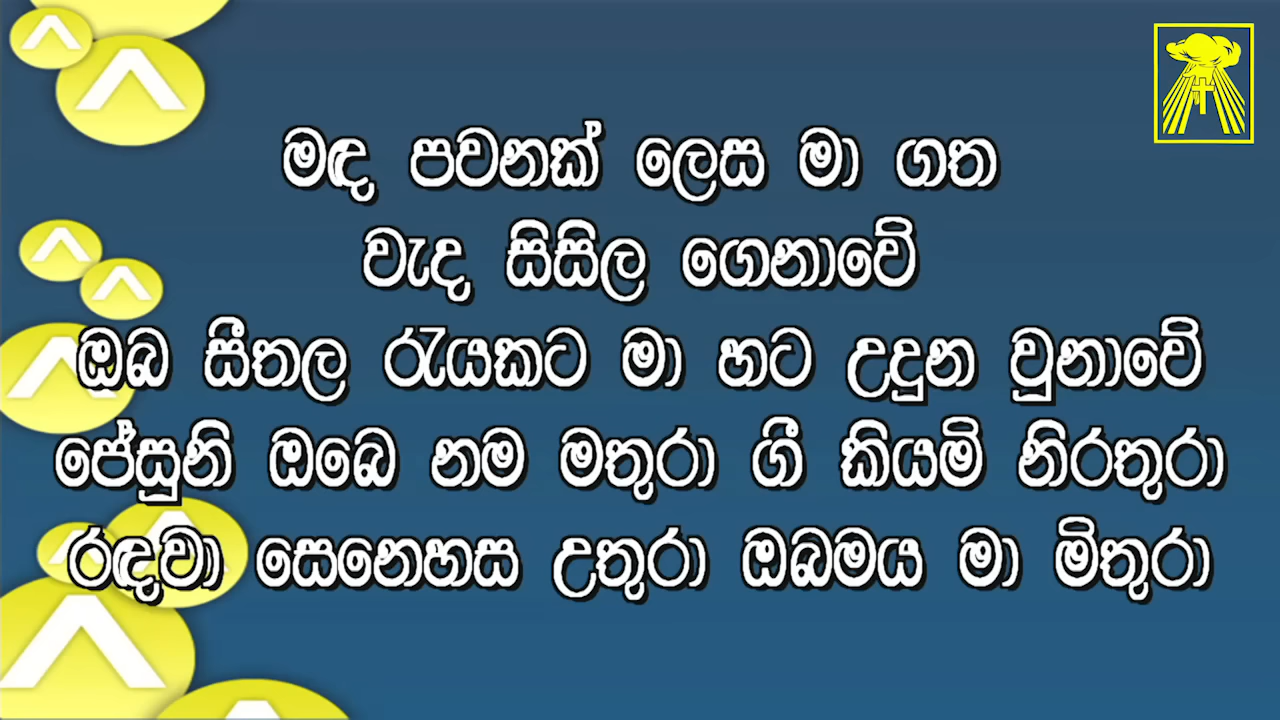 මඳ පවනක් ලෙස මා ගත
වැද සිසිල ගෙනාවේ
ඔබ සීතල රැයකට මා හට උදුන වූනාවේ
ජේසුනි ඔබෙ නම මතුරා ගී කියමි නිරතුරා
රඳවා සෙනෙහස උතුරා ඔබමය මා මිතුරා